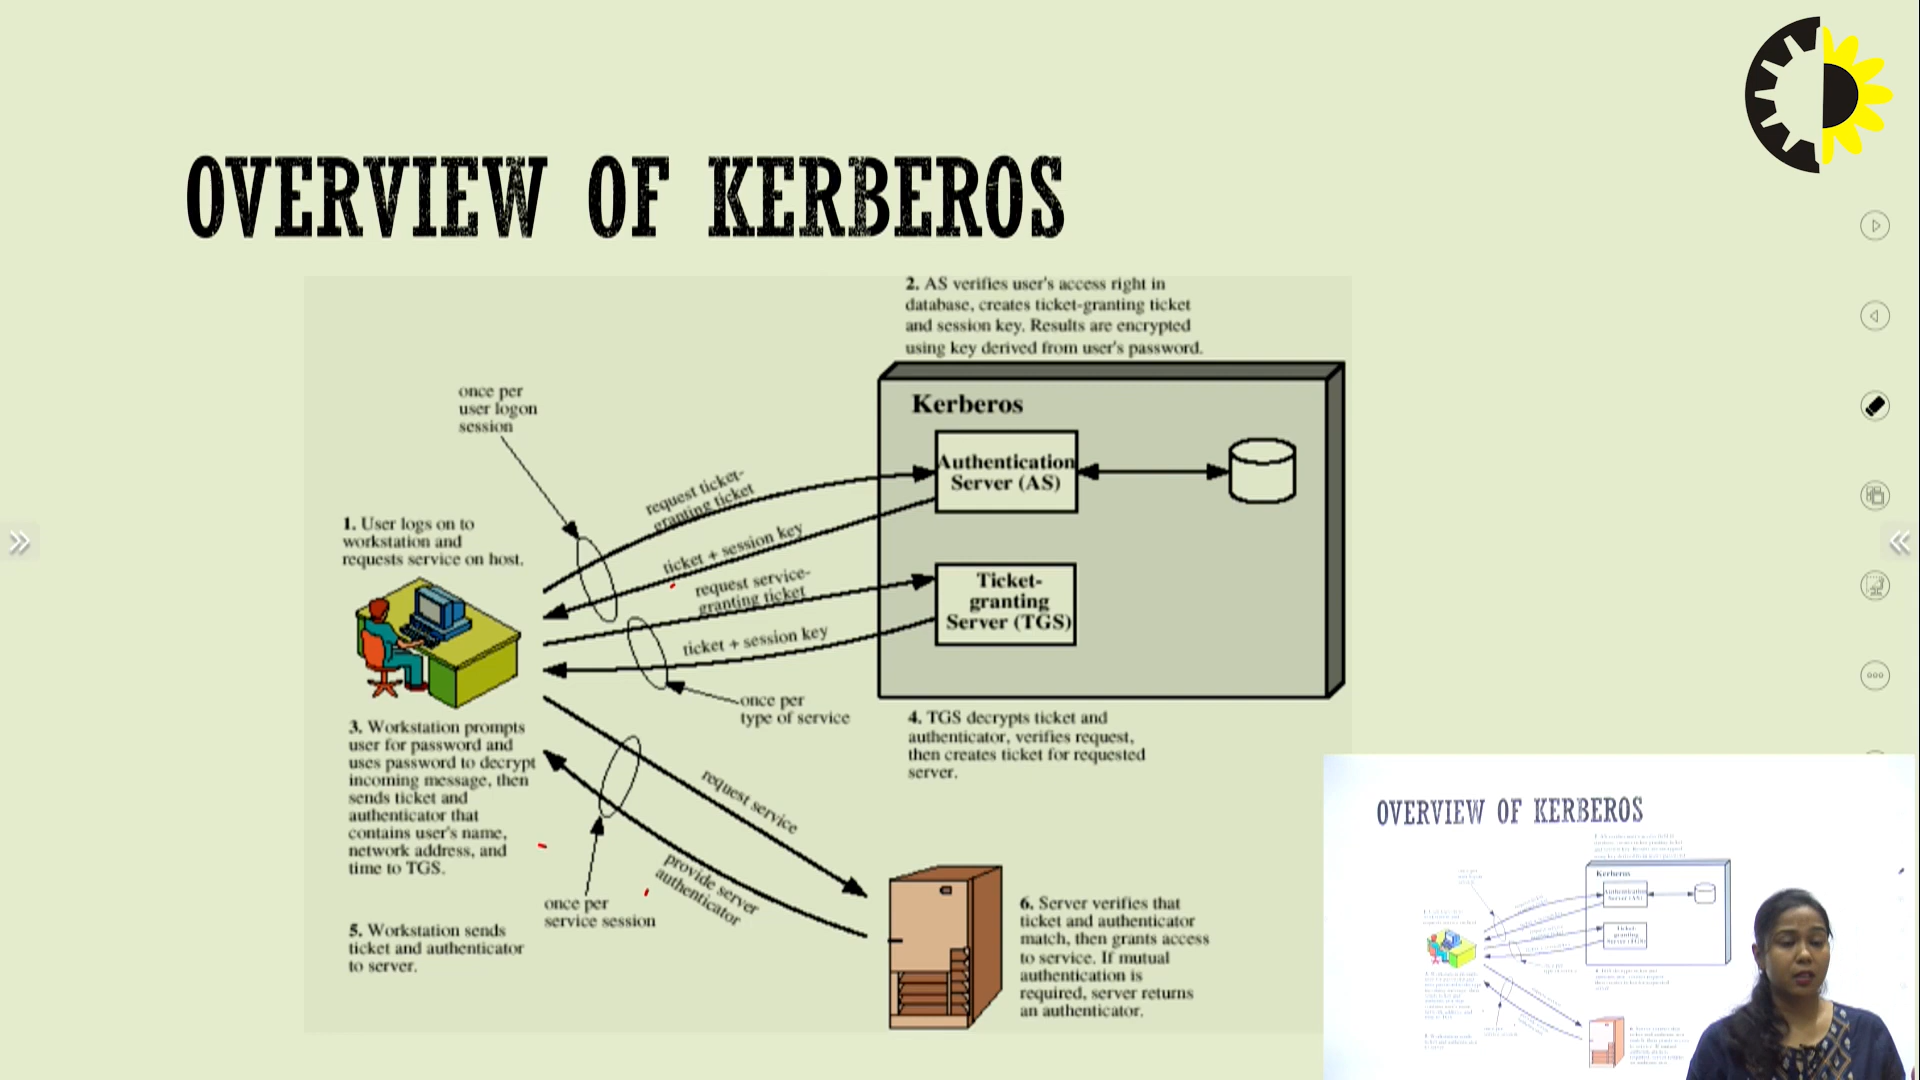 OVERVIEW OF KERBEROS
2. AS verifies user's access right in
database, creates ticket-granting ticket
and session key. Results are encrypted
using key derived from user's password.
once per
user logon
session
Kerberos
Authentication
Server (AS)
request ticket-
granting ticket
ticket + session key
1. User logs on to
workstation and
requests service on host.
request service-
granting ticket
Ticket-
granting
Server (TGS)
ticket + session key
once per
type of service
3. Workstation prompts
user for password and
uses password to decrypt
incoming message, then
sends ticket and
authenticator that
contains user's name,
network address, and
time to TGS.
4. TGS decrypts ticket and
authenticator, verifies request,
then creates ticket for requested
server.
request service
provide server
authenticator
once per
service session
5. Workstation sends
ticket and authenticator
to server.
6. Server verifies that
ticket and authenticator
match, then grants access
to service. If mutual
authentication is
required, server returns
an authenticator.
OVERVIEW OF KERBEROS
Kerberos
Authentication
Server (AS)
Ticket-
granting
Server (TGS)